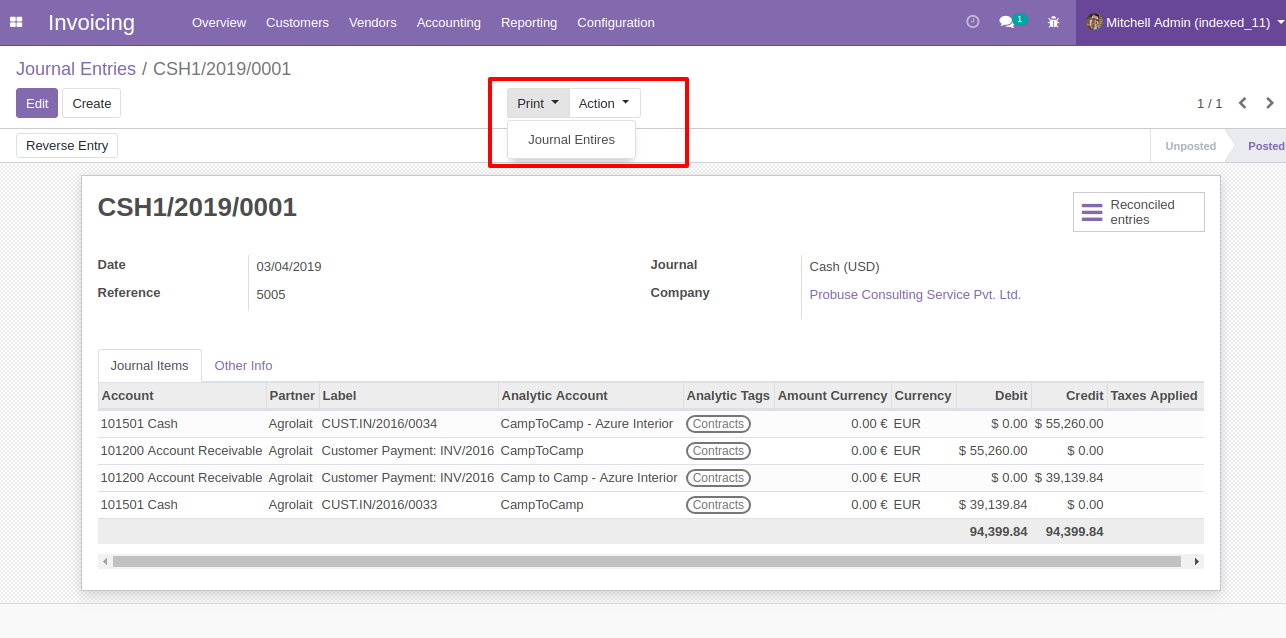 Invoicing Overview Customers Vendors Accounting Reporting Configuration 1 Mitchell Admin (indexed_11)
Journal Entries / CSH1/2019/0001
Edit Create Print Action 1 / 1
Journal Entires
Reverse Entry Unposted Posted
CSH1/2019/0001
Reconciled
entries
Date 03/04/2019 Journal Cash (USD)
Reference 5005 Company Probuse Consulting Service Pvt. Ltd.
Journal Items Other Info
Account Partner Label Analytic Account Analytic Tags Amount Currency Currency Debit Credit Taxes Applied
101501 Cash Agrolait CUST.IN/2016/0034 CampToCamp - Azure Interior Contracts 0.00 € EUR $ 0.00 $ 55,260.00
101200 Account Receivable Agrolait Customer Payment: INV/2016 CampToCamp Contracts 0.00 € EUR $ 55,260.00 $ 0.00
101200 Account Receivable Agrolait Customer Payment: INV/2016 Camp to Camp - Azure Interior Contracts 0.00 € EUR $ 0.00 $ 39,139.84
101501 Cash Agrolait CUST.IN/2016/0033 CampToCamp Contracts 0.00 € EUR $ 39,139.84 $ 0.00
94,399.84 94,399.84